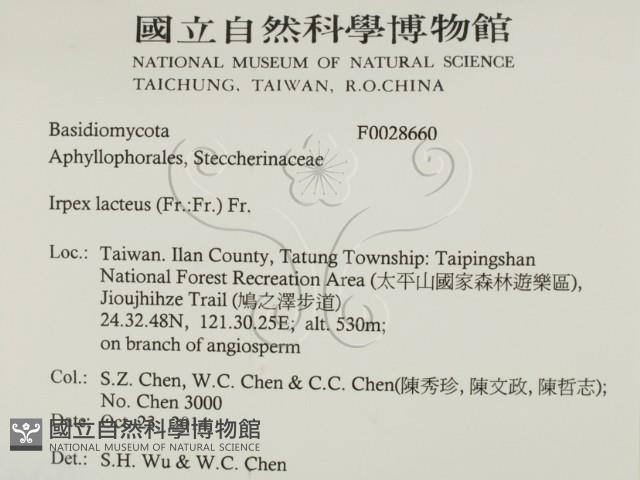 國立自然科學博物館
NATIONAL MUSEUM OF NATURAL SCIENCE
TAICHUNG, TAIWAN, R.O.CHINA
Basidiomycota F0028660
Aphyllophorales, Steccherinaceae
Irpex lacteus (Fr.:Fr.) Fr.
Loc.: Taiwan. Ilan County, Tatung Township: Taipingshan
National Forest Recreation Area (太平山國家森林遊樂區),
Jioujhihze Trail (鳩之澤步道)
24.32.48N, 121.30.25E; alt. 530m;
on branch of angiosperm
Col.: S.Z. Chen, W.C. Chen & C.C. Chen(陳秀珍, 陳文政, 陳哲志);
No. Chen 3000
Date: Oct 23,
國立自然科學博物館
NATIONAL MUSEUM OF NATURAL SCIENCE
Det.: S.H. Wu & W.C. Chen